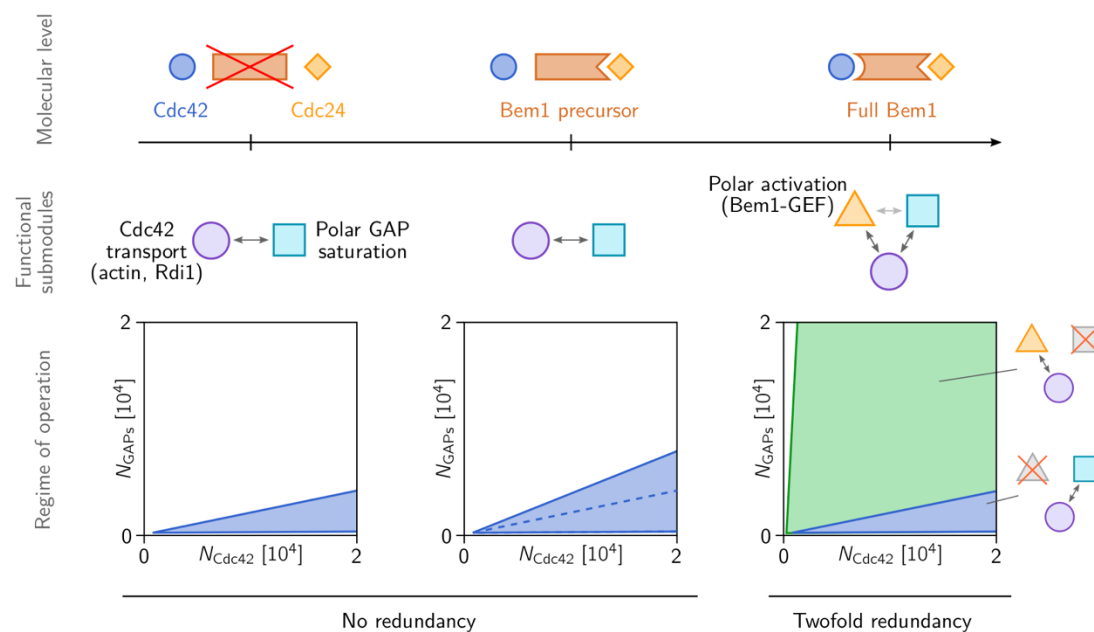 Molecular level
Cdc42
Cdc24
Bem1 precursor
Full Bem1
Functional
submodules
Cdc42
transport
(actin, Rdi1)
Polar GAP
saturation
Polar activation
(Bem1-GEF)
Regime of operation
2
N_GAPs [10^4]
0
0
N_Cdc42 [10^4]
2
2
N_GAPs [10^4]
0
0
N_Cdc42 [10^4]
2
2
N_GAPs [10^4]
0
0
N_Cdc42 [10^4]
2
No redundancy
Twofold redundancy